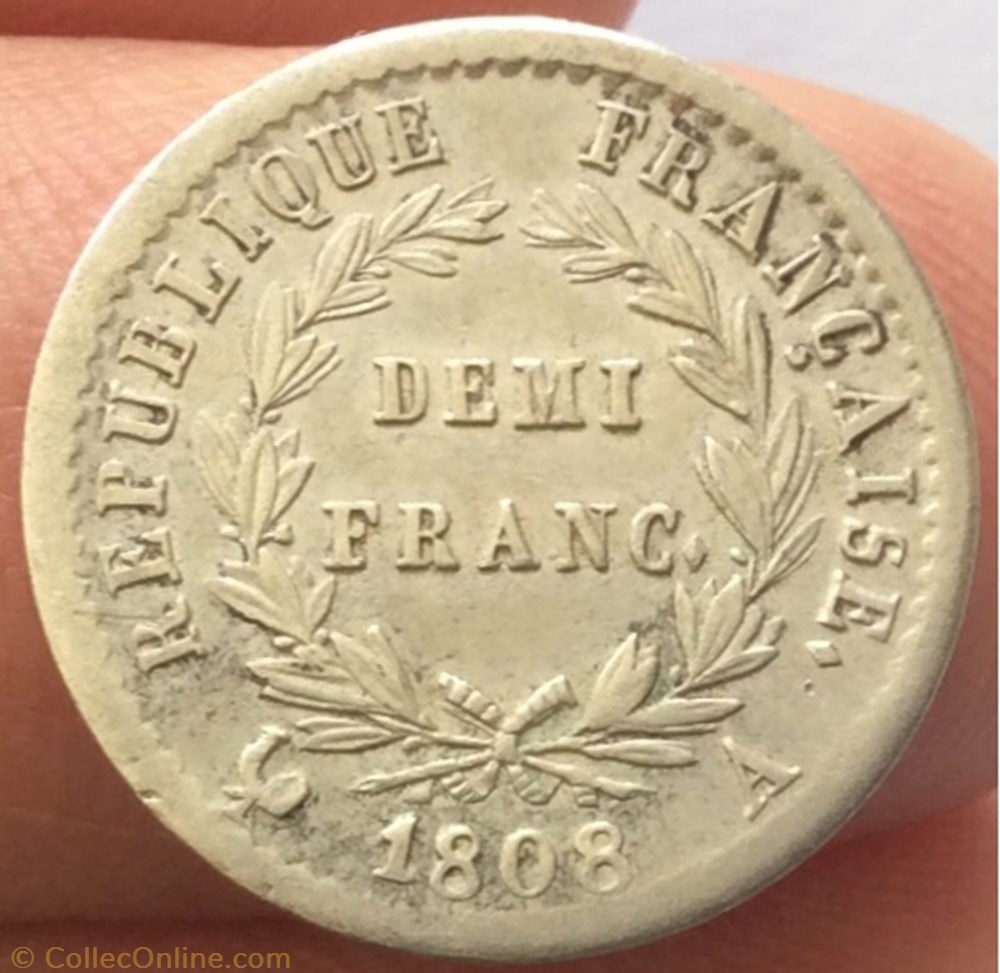 REPUBLIQUE FRANÇAISE.
DEMI
FRANC.
A
1808
© CollecOnline.com